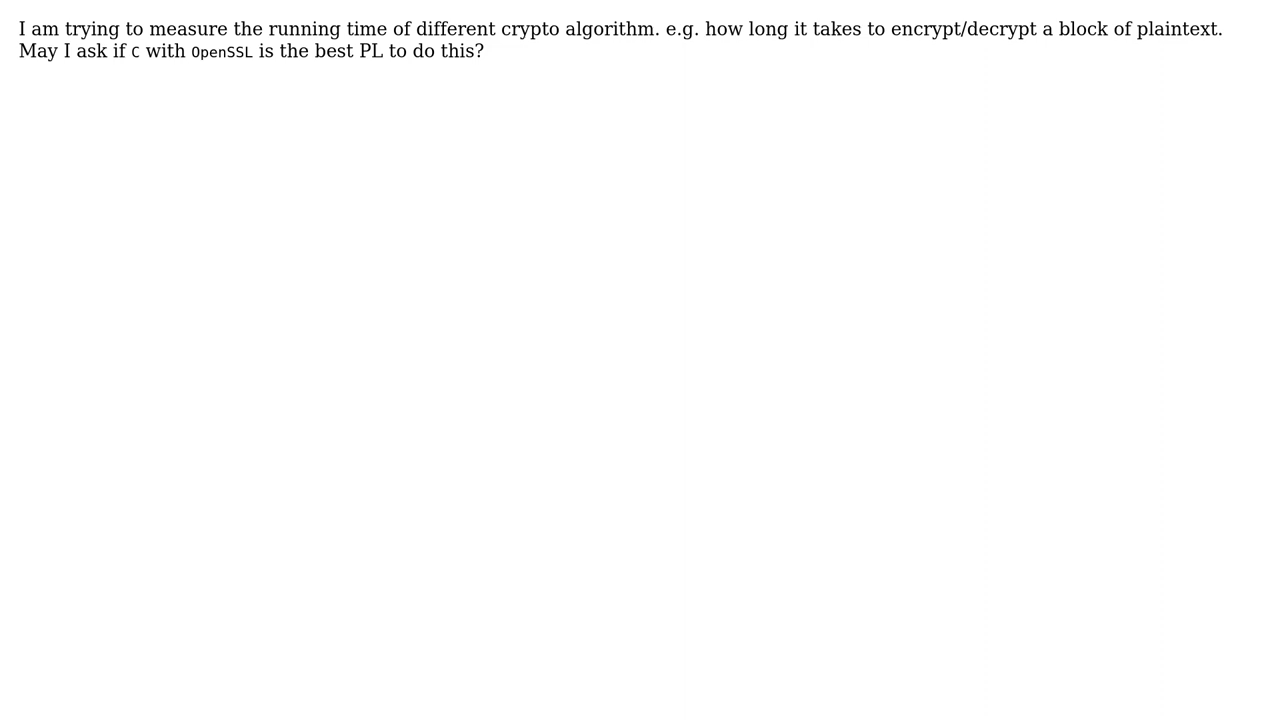 I am trying to measure the running time of different crypto algorithm. e.g. how long it takes to encrypt/decrypt a block of plaintext.
May I ask if C with OpenSSL is the best PL to do this?